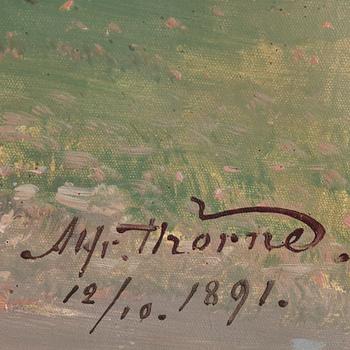 Alfr. Thorne.
12/10. 1891.